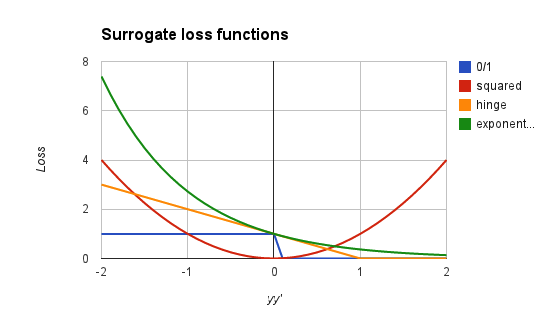 Surrogate loss functions
8
6
4
2
0
Loss
-2 -1 0 1 2
yy'
0/1
squared
hinge
exponent...